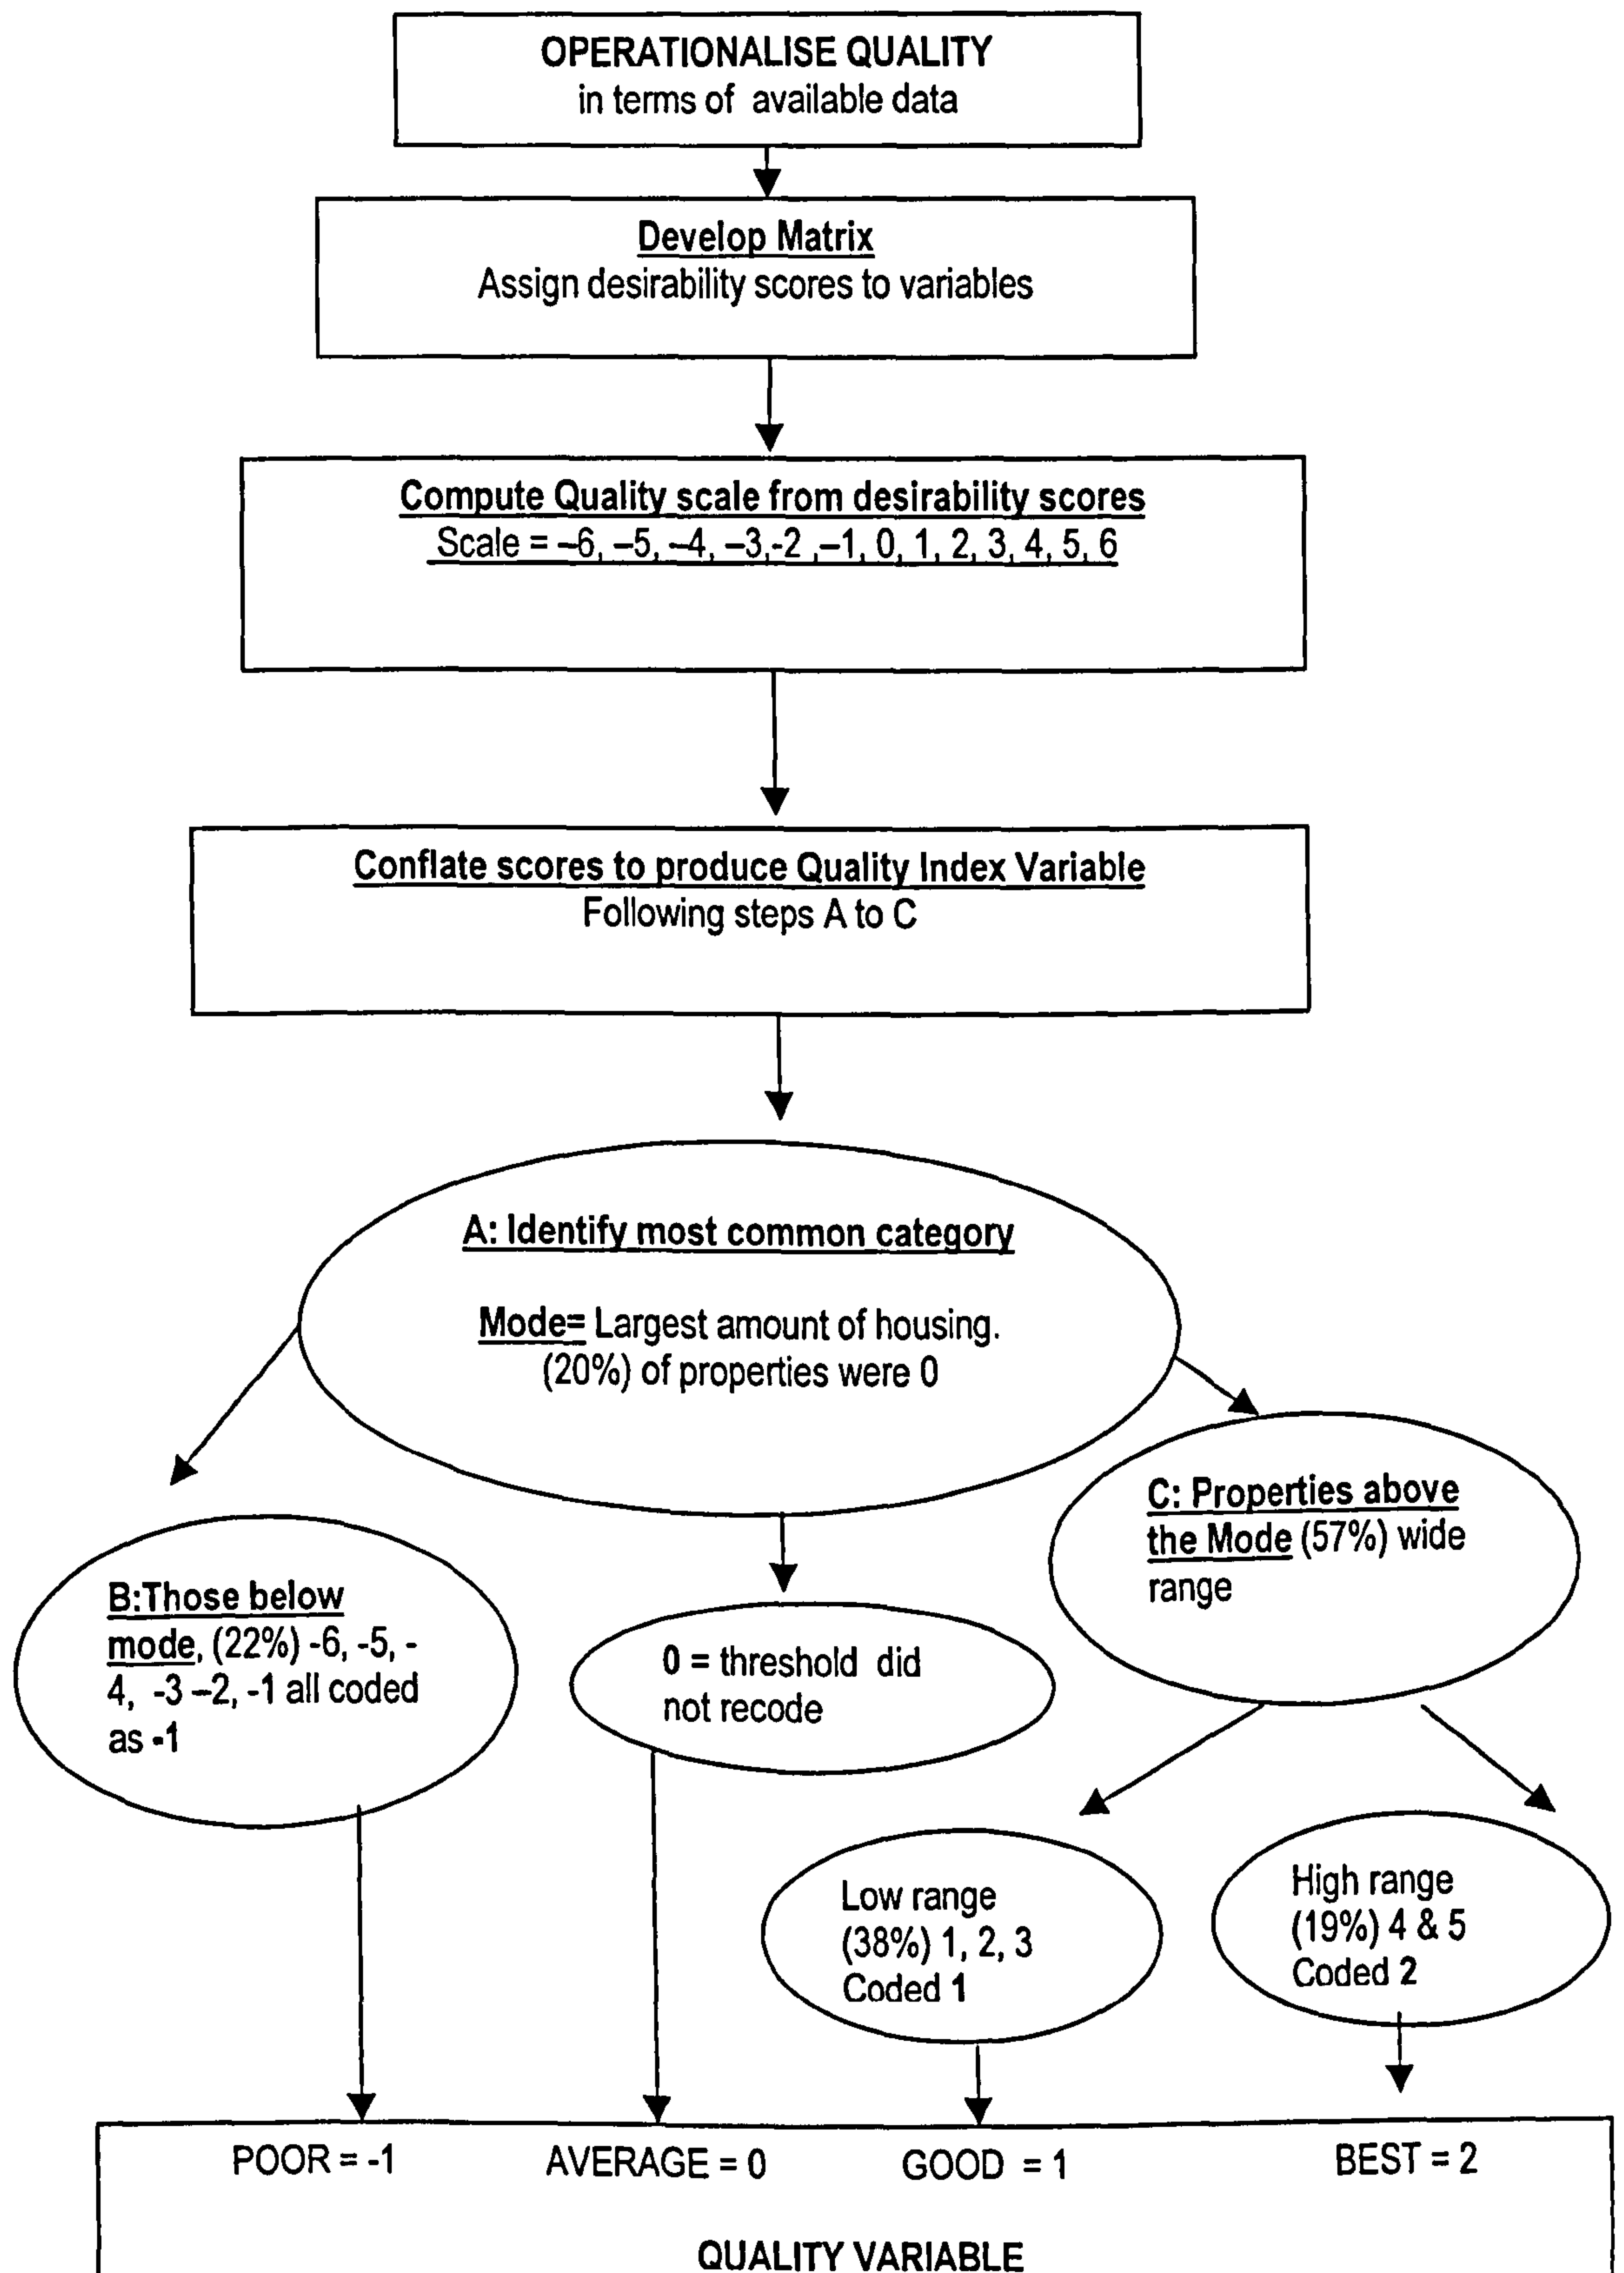 OPERATIONALISE QUALITY
in terms of available data
Develop Matrix
Assign desirability scores to variables
Compute Quality scale from desirability scores
Scale = –6, –5, –4, –3,-2 ,–1, 0, 1, 2, 3, 4, 5, 6
Conflate scores to produce Quality Index Variable
Following steps A to C
A: Identify most common category
Mode= Largest amount of housing.
(20%) of properties were 0
B:Those below
mode, (22%) -6, -5, -
4, -3 –2, -1 all coded
as -1
0 = threshold did
not recode
C: Properties above
the Mode (57%) wide
range
Low range
(38%) 1, 2, 3
Coded 1
High range
(19%) 4 & 5
Coded 2
POOR = -1 AVERAGE = 0 GOOD = 1 BEST = 2
QUALITY VARIABLE